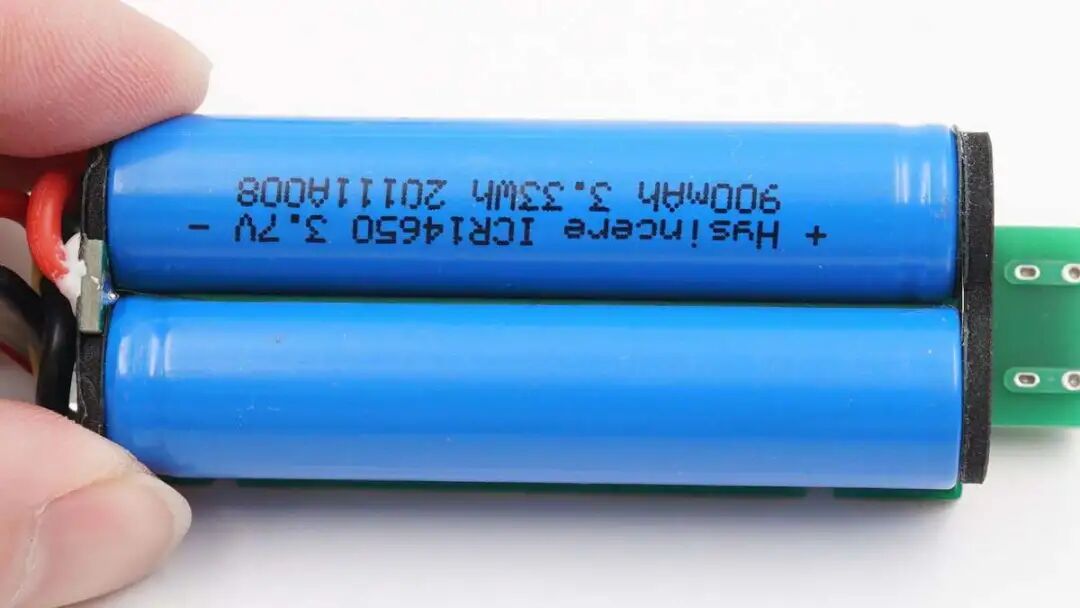 + Hysincere ICR14650 3.7V -
900mAh 3.33Wh 20111A008